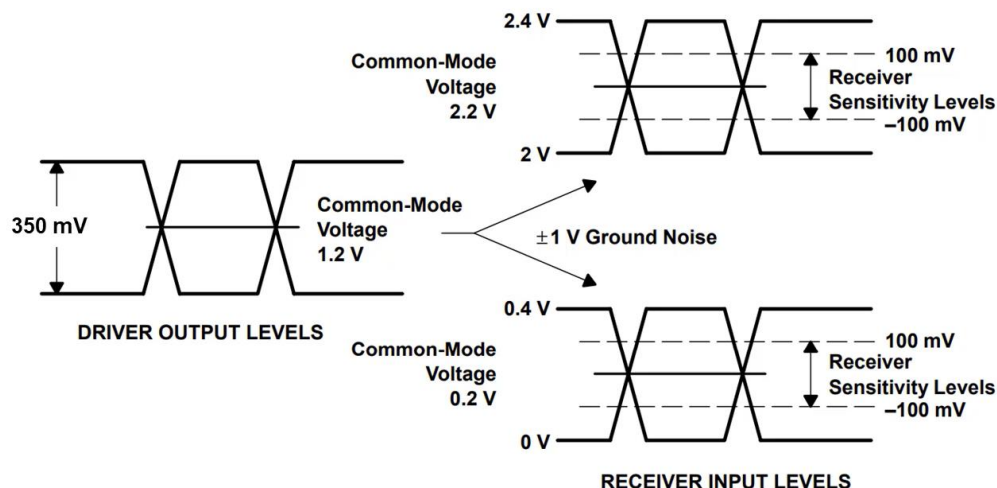 2.4 V
Common-Mode
Voltage
2.2 V
100 mV
Receiver
Sensitivity Levels
–100 mV
2 V
350 mV
Common-Mode
Voltage
1.2 V
±1 V Ground Noise
DRIVER OUTPUT LEVELS
0.4 V
Common-Mode
Voltage
0.2 V
100 mV
Receiver
Sensitivity Levels
–100 mV
0 V
RECEIVER INPUT LEVELS